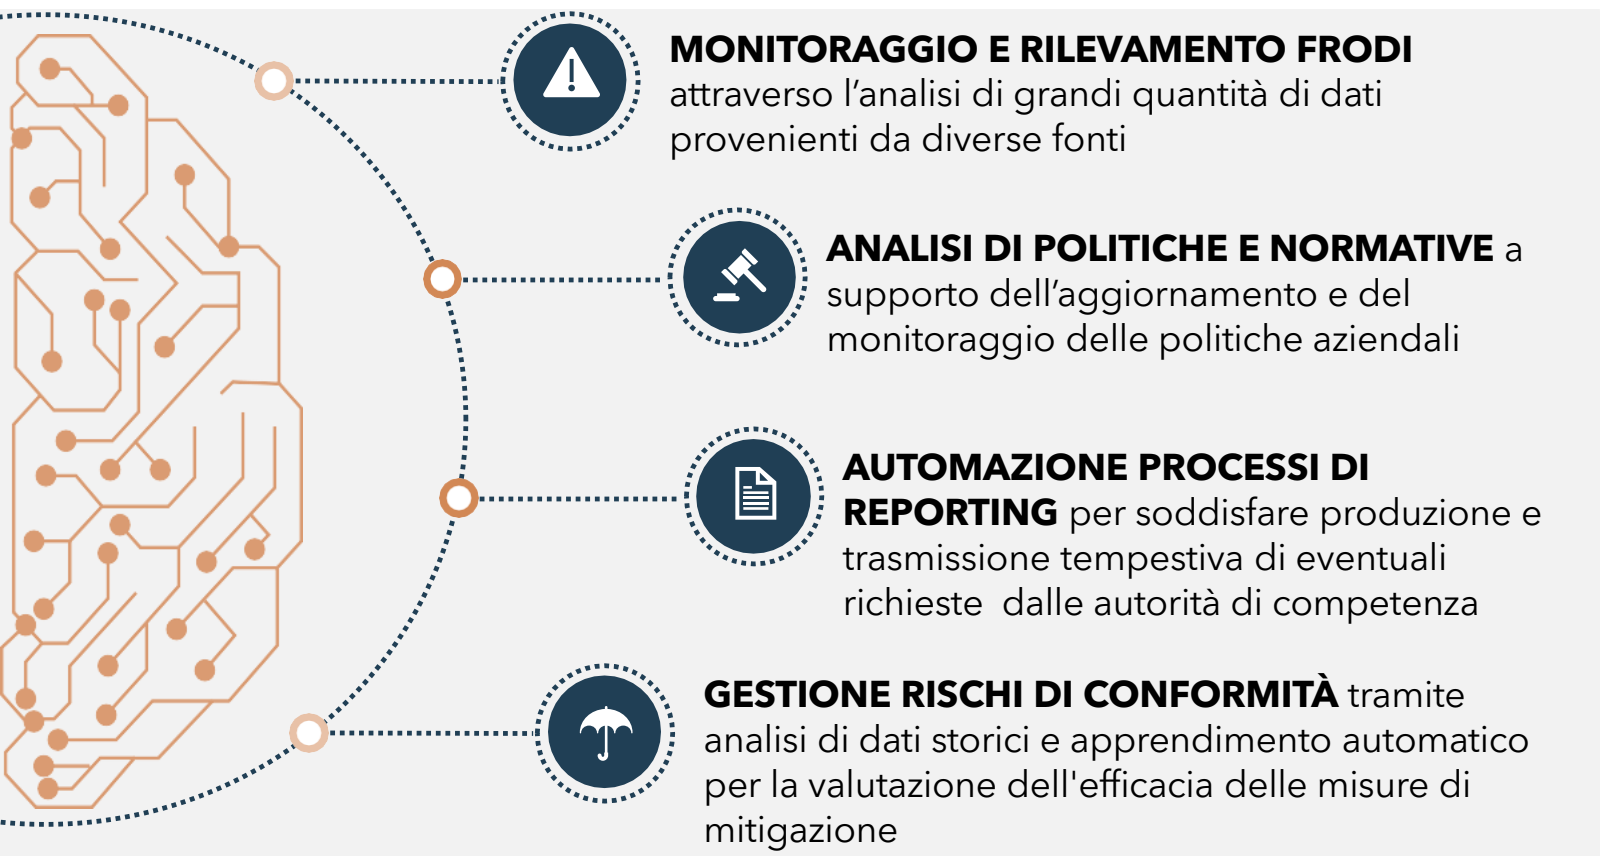 MONITORAGGIO E RILEVAMENTO FRODI
attraverso l’analisi di grandi quantità di dati
provenienti da diverse fonti
ANALISI DI POLITICHE E NORMATIVE a
supporto dell’aggiornamento e del
monitoraggio delle politiche aziendali
AUTOMAZIONE PROCESSI DI
REPORTING per soddisfare produzione e
trasmissione tempestiva di eventuali
richieste  dalle autorità di competenza
GESTIONE RISCHI DI CONFORMITÀ tramite
analisi di dati storici e apprendimento automatico
per la valutazione dell'efficacia delle misure di
mitigazione